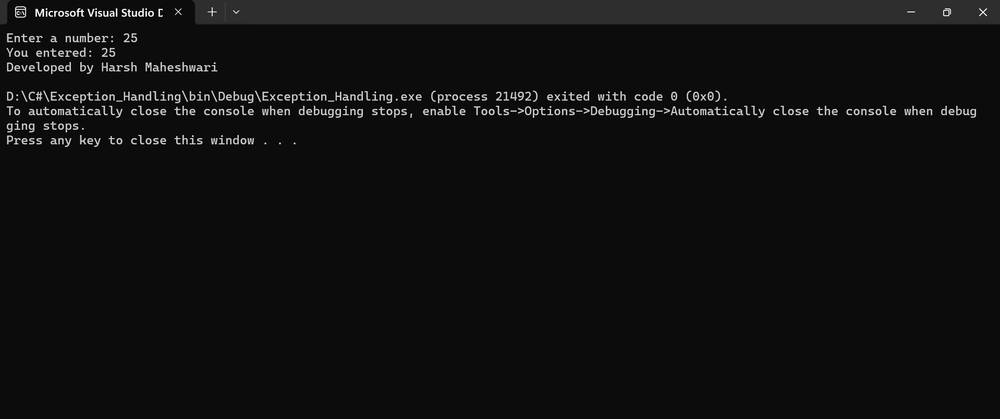 Microsoft Visual Studio D
Enter a number: 25
You entered: 25
Developed by Harsh Maheshwari
D:\C#\Exception_Handling\bin\Debug\Exception_Handling.exe (process 21492) exited with code 0 (0x0).
To automatically close the console when debugging stops, enable Tools->Options->Debugging->Automatically close the console when debug
ging stops.
Press any key to close this window . . .